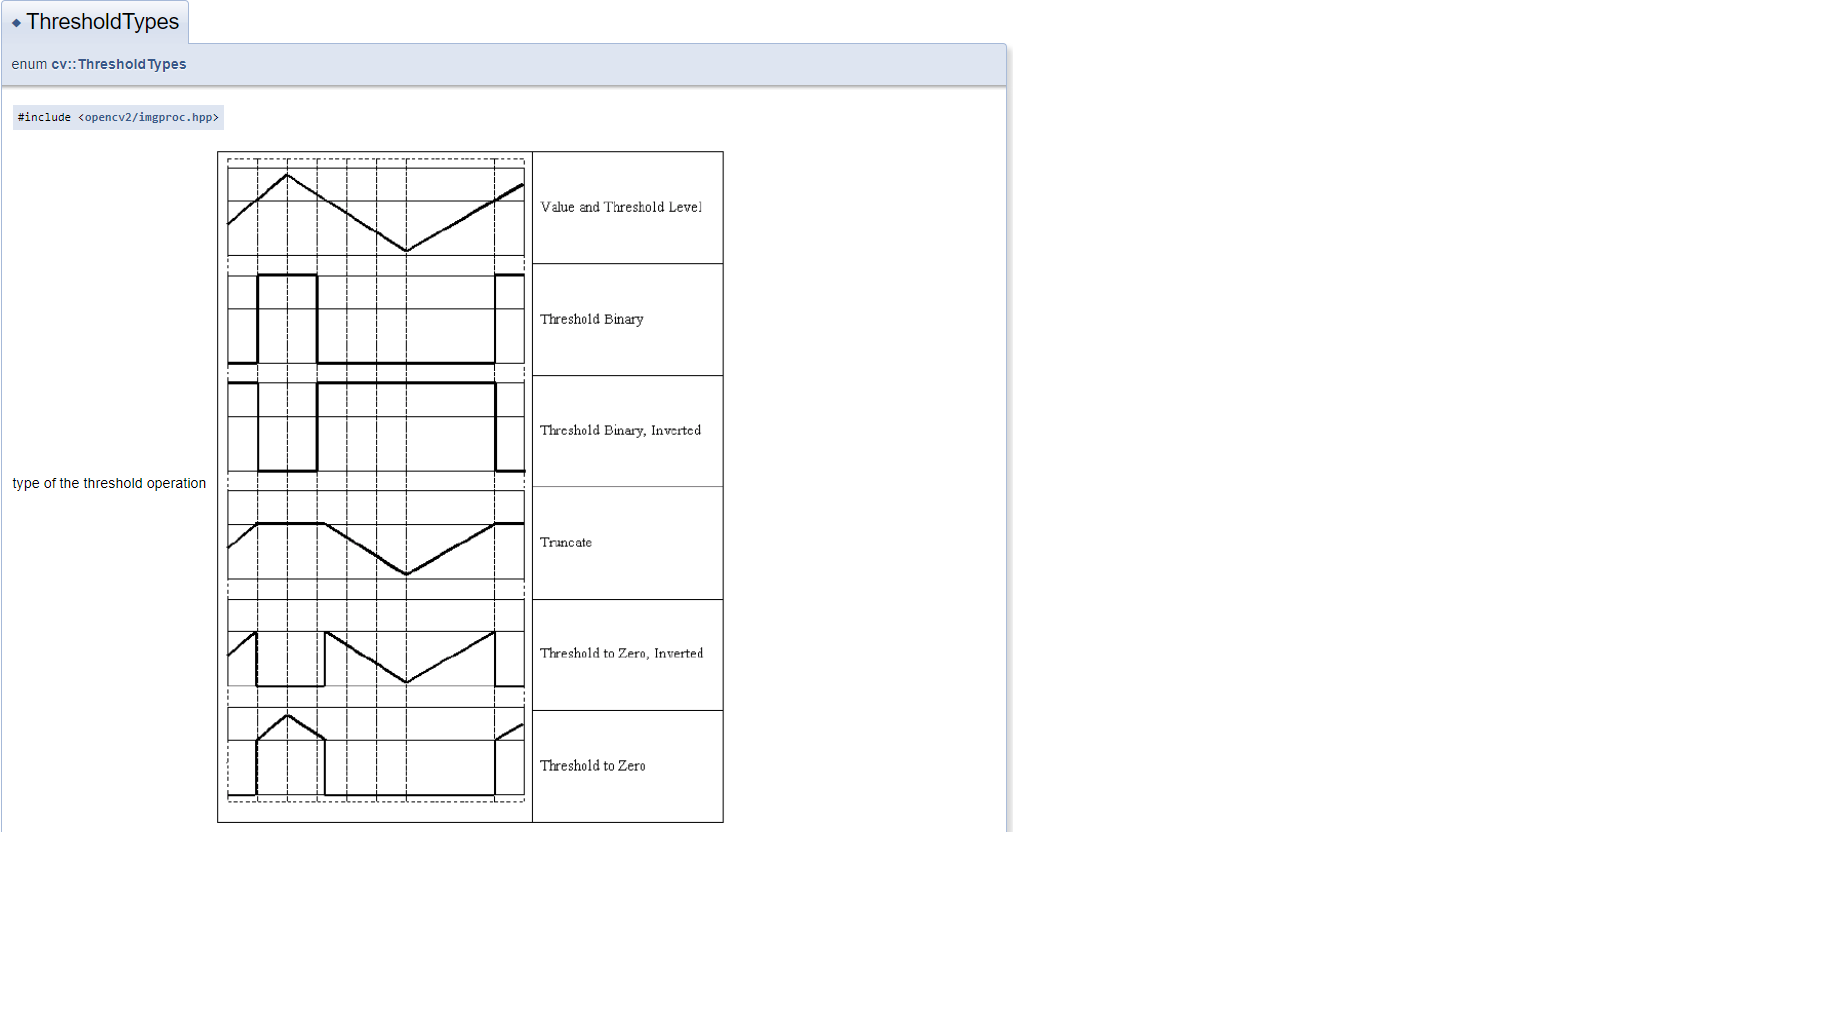 ◆ ThresholdTypes
enum cv::ThresholdTypes
#include <opencv2/imgproc.hpp>
Value and Threshold Level
Threshold Binary
Threshold Binary, Inverted
type of the threshold operation
Truncate
Threshold to Zero, Inverted
Threshold to Zero